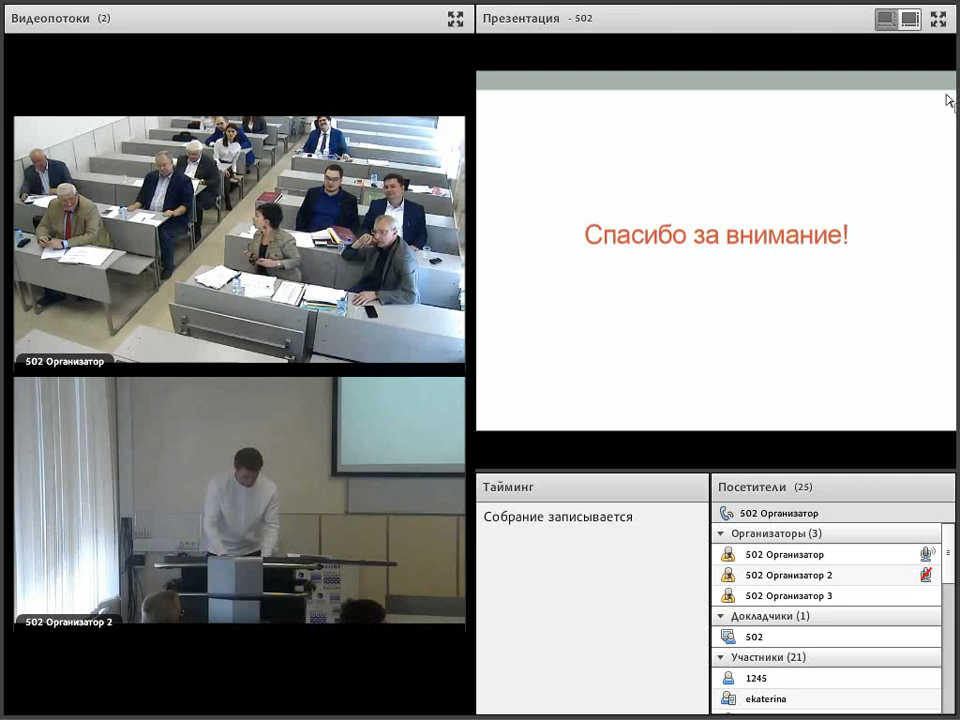 Видеопотоки (2)
Презентация - 502
Спасибо за внимание!
502 Организатор
502 Организатор 2
Тайминг
Собрание записывается
Посетители (25)
502 Организатор
Организаторы (3)
502 Организатор
502 Организатор 2
502 Организатор 3
Докладчики (1)
502
Участники (21)
1245
ekaterina